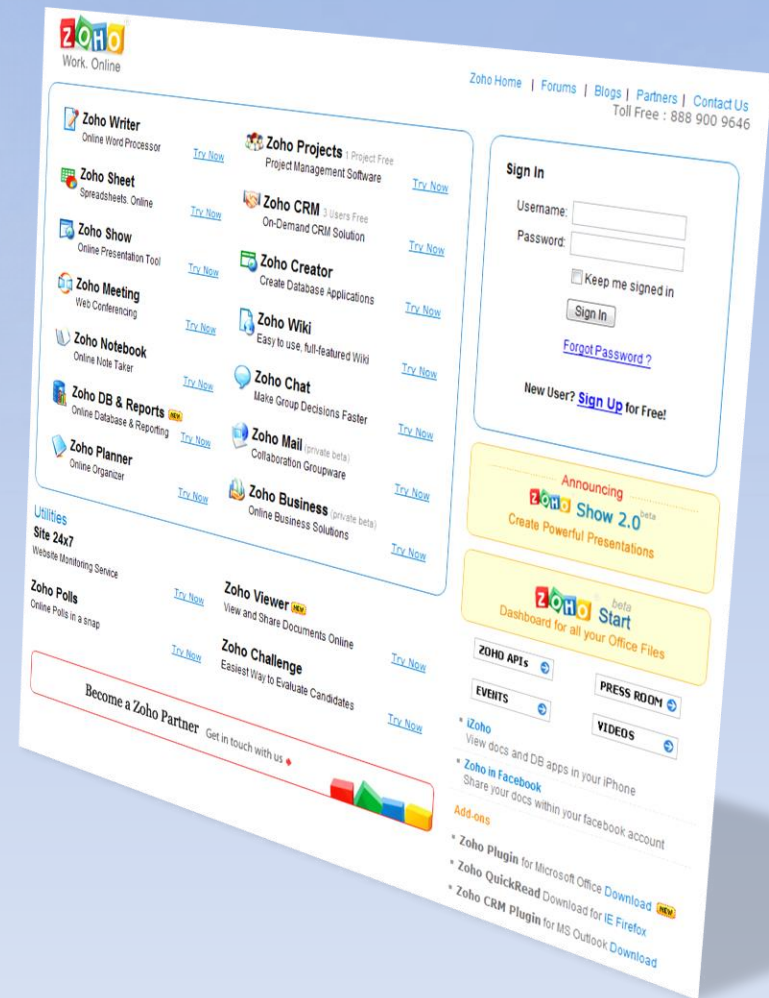 ZOHO
Work. Online
Zoho Home | Forums | Blogs | Partners | Contact Us
Toll Free : 888 900 9646
Zoho Writer
Online Word Processor
Try Now
Zoho Sheet
Spreadsheets. Online
Try Now
Zoho Show
Online Presentation Tool
Try Now
Zoho Meeting
Web Conferencing
Try Now
Zoho Notebook
Online Note Taker
Try Now
Zoho DB & Reports NEW
Online Database & Reporting
Try Now
Zoho Planner
Online Organizer
Try Now
Zoho Projects 1 Project Free
Project Management Software
Try Now
Zoho CRM 3 Users Free
On-Demand CRM Solution
Try Now
Zoho Creator
Create Database Applications
Try Now
Zoho Wiki
Easy to use, full-featured Wiki
Try Now
Zoho Chat
Make Group Decisions Faster
Try Now
Zoho Mail (private beta)
Collaboration Groupware
Try Now
Zoho Business (private beta)
Online Business Solutions
Try Now
Utilities
Site 24x7
Website Monitoring Service
Try Now
Zoho Polls
Online Polls in a snap
Try Now
Zoho Viewer NEW
View and Share Documents Online
Try Now
Zoho Challenge
Easiest Way to Evaluate Candidates
Try Now
Become a Zoho Partner Get in touch with us
Sign In
Username:
Password:
Keep me signed in
Sign In
Forgot Password ?
New User? Sign Up for Free!
Announcing
ZOHO Show 2.0 beta
Create Powerful Presentations
ZOHO Start beta
Dashboard for all your Office Files
ZOHO APIs
PRESS ROOM
EVENTS
VIDEOS
iZoho
View docs and DB apps in your iPhone
Zoho in Facebook
Share your docs within your facebook account
Add-ons
Zoho Plugin for Microsoft Office Download NEW
Zoho QuickRead Download for IE Firefox
Zoho CRM Plugin for MS Outlook Download